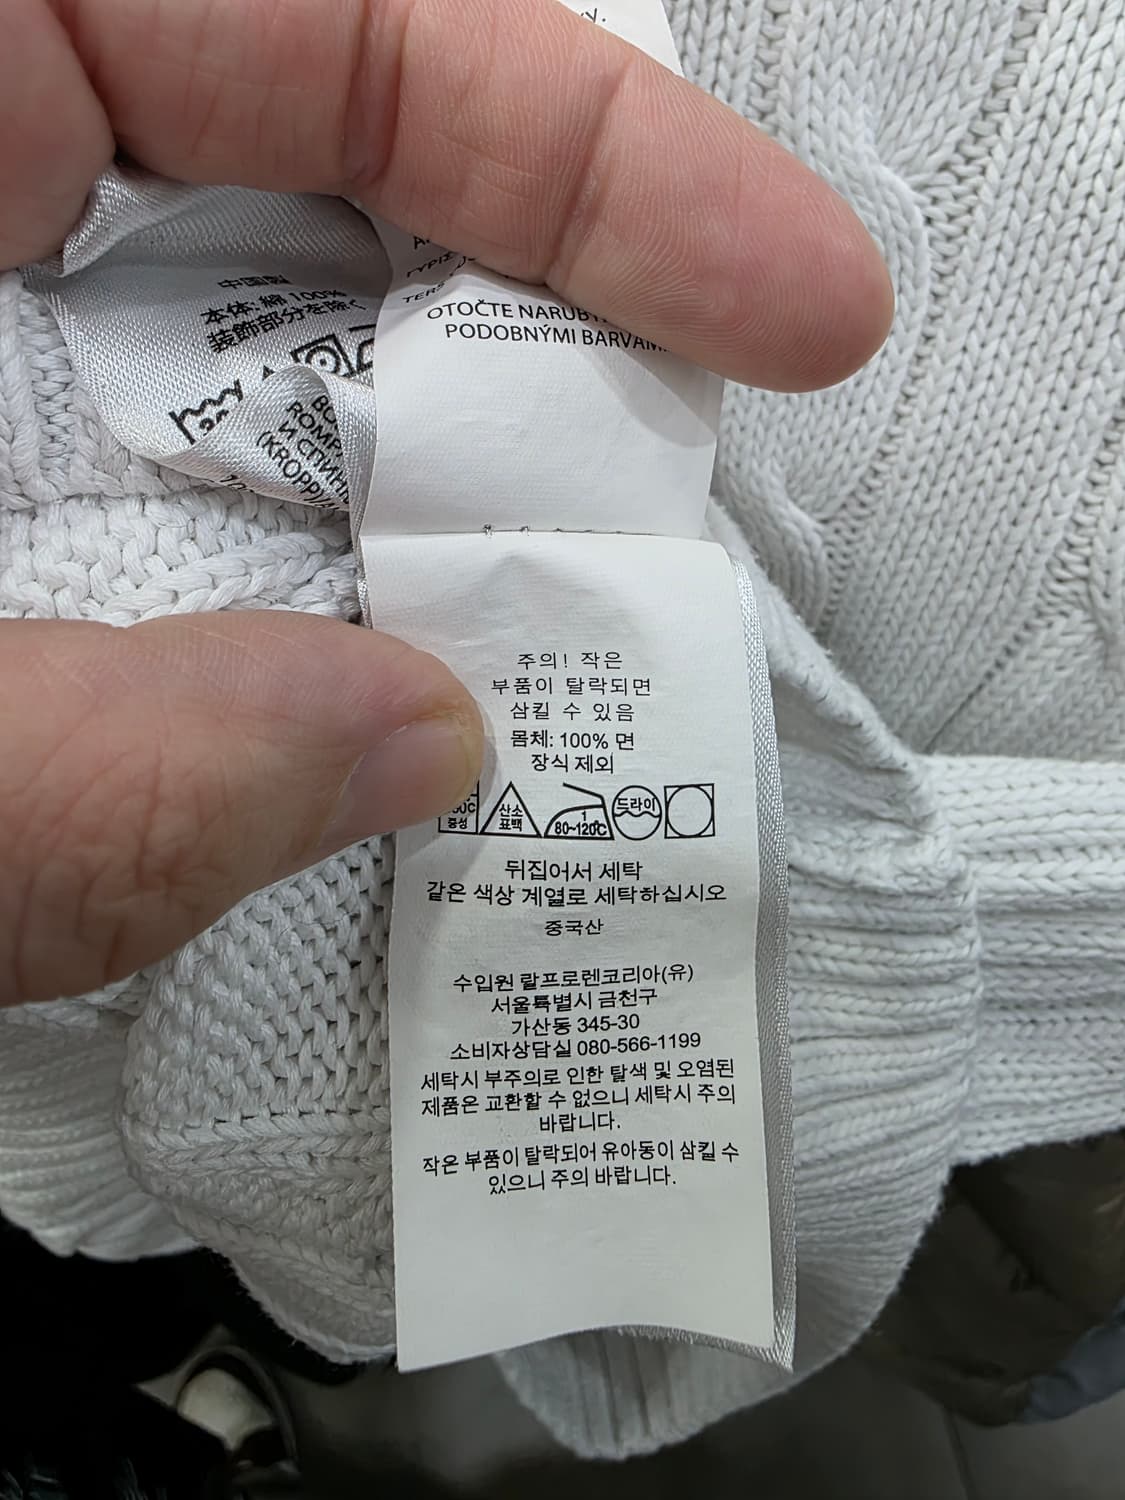 中国製
本体: 綿 100%
装飾部分を除く
OTOČTE NARUBY
PODOBNÝMI BARVAMI
주의! 작은
부품이 탈락되면
삼킬 수 있음
몸체: 100% 면
장식 제외
중성
산소
표백
1
80~120℃
드라이
뒤집어서 세탁
같은 색상 계열로 세탁하십시오
중국산
수입원 랄프로렌코리아(유)
서울특별시 금천구
가산동 345-30
소비자상담실 080-566-1199
세탁시 부주의로 인한 탈색 및 오염된
제품은 교환할 수 없으니 세탁시 주의
바랍니다.
작은 부품이 탈락되어 유아동이 삼킬 수
있으니 주의 바랍니다.